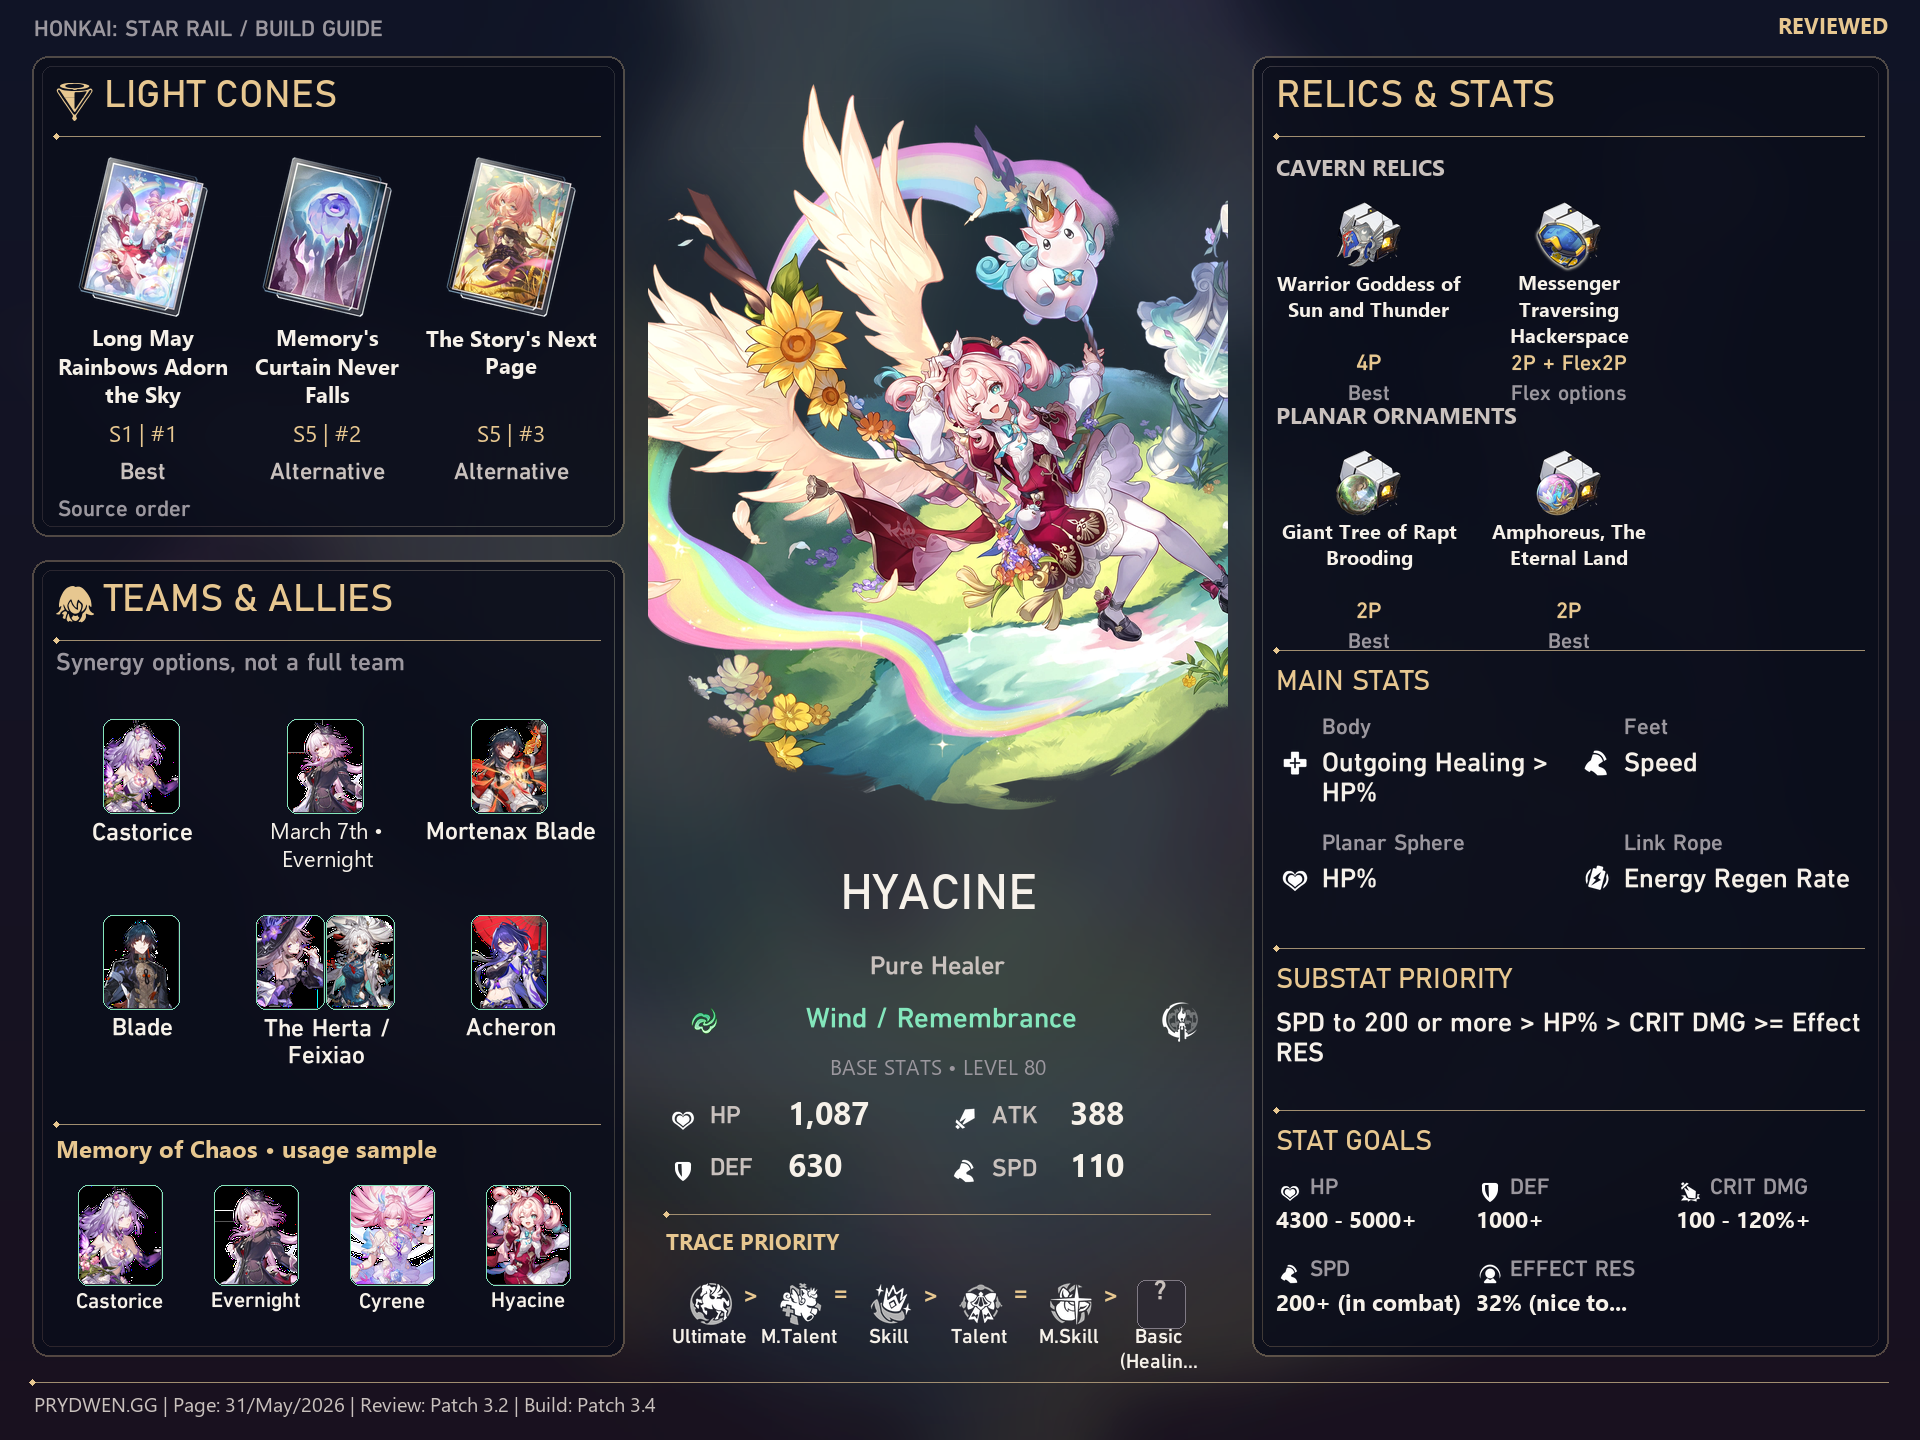 HONKAI: STAR RAIL / BUILD GUIDE
REVIEWED
LIGHT CONES
Long May
Rainbows Adorn
the Sky
S1 | #1
Best
Memory's
Curtain Never
Falls
S5 | #2
Alternative
The Story's Next
Page
S5 | #3
Alternative
Source order
TEAMS & ALLIES
Synergy options, not a full team
Castorice
March 7th •
Evernight
Mortenax Blade
Blade
The Herta /
Feixiao
Acheron
Memory of Chaos • usage sample
Castorice
Evernight
Cyrene
Hyacine
HYACINE
Pure Healer
Wind / Remembrance
BASE STATS • LEVEL 80
HP 1,087
ATK 388
DEF 630
SPD 110
TRACE PRIORITY
> = > = > ?
Ultimate M.Talent Skill Talent M.Skill Basic
(Healin...
RELICS & STATS
CAVERN RELICS
Warrior Goddess of
Sun and Thunder
4P
Best
Messenger
Traversing
Hackerspace
2P + Flex2P
Flex options
PLANAR ORNAMENTS
Giant Tree of Rapt
Brooding
2P
Best
Amphoreus, The
Eternal Land
2P
Best
MAIN STATS
Body
Outgoing Healing >
HP%
Feet
Speed
Planar Sphere
HP%
Link Rope
Energy Regen Rate
SUBSTAT PRIORITY
SPD to 200 or more > HP% > CRIT DMG >= Effect
RES
STAT GOALS
HP
4300 - 5000+
DEF
1000+
CRIT DMG
100 - 120%+
SPD
200+ (in combat)
EFFECT RES
32% (nice to...
PRYDWEN.GG | Page: 31/May/2026 | Review: Patch 3.2 | Build: Patch 3.4